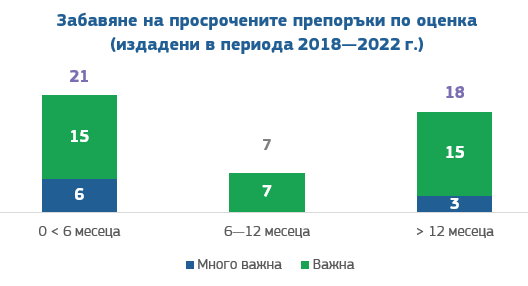 Забавяне на просрочените препоръки по оценка
(издадени в периода 2018—2022 г.)
21
15
6
7
7
18
15
3
0 < 6 месеца
6—12 месеца
> 12 месеца
Много важна
Важна